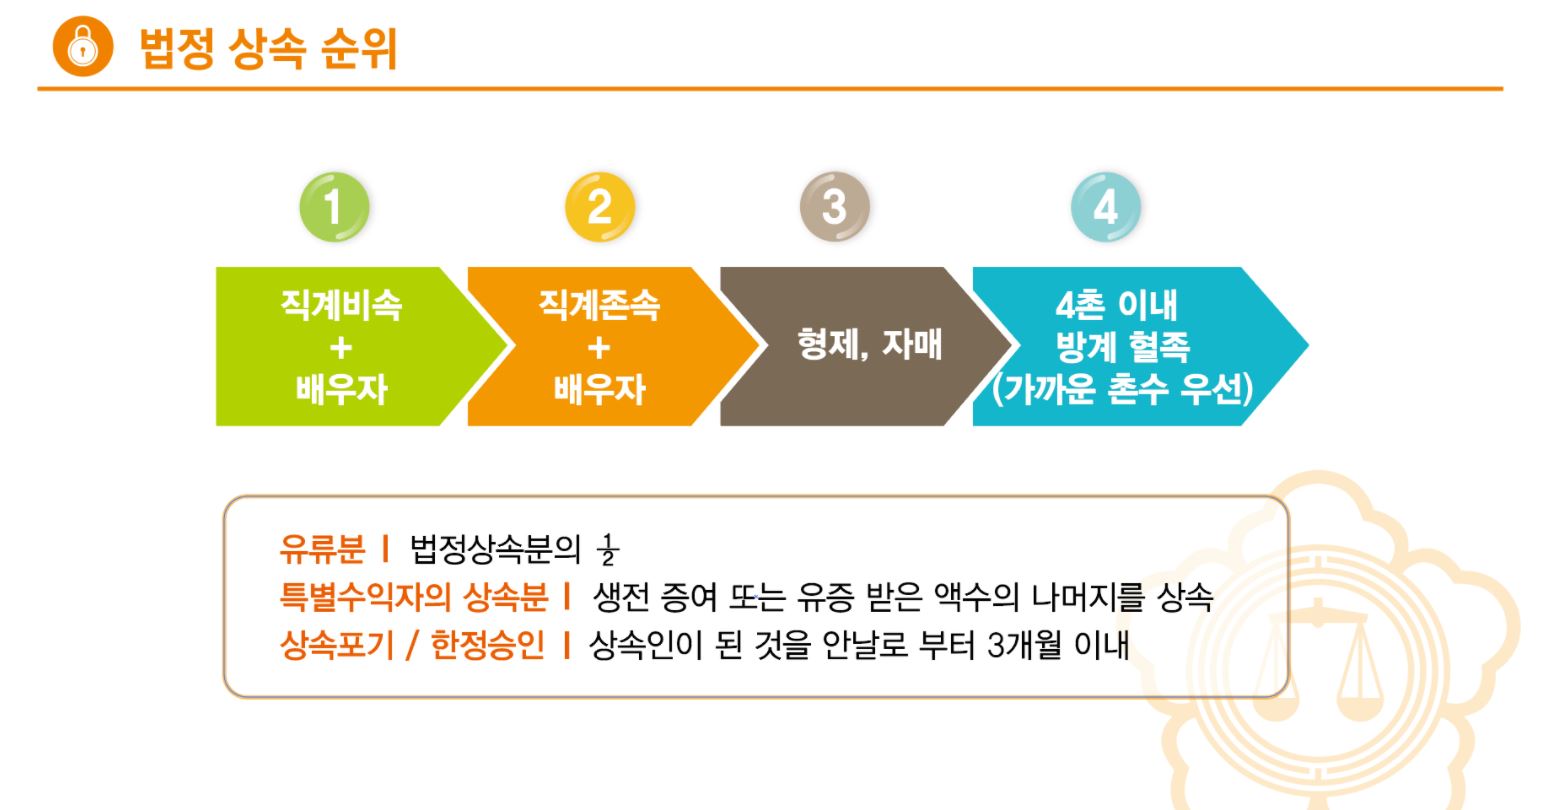 법정 상속 순위
1
2
3
4
직계비속
+
배우자
직계존속
+
배우자
형제, 자매
4촌 이내
방계 혈족
(가까운 촌수 우선)
유류분 | 법정상속분의 ½
특별수익자의 상속분 | 생전 증여 또는 유증 받은 액수의 나머지를 상속
상속포기 / 한정승인 | 상속인이 된 것을 안날로 부터 3개월 이내